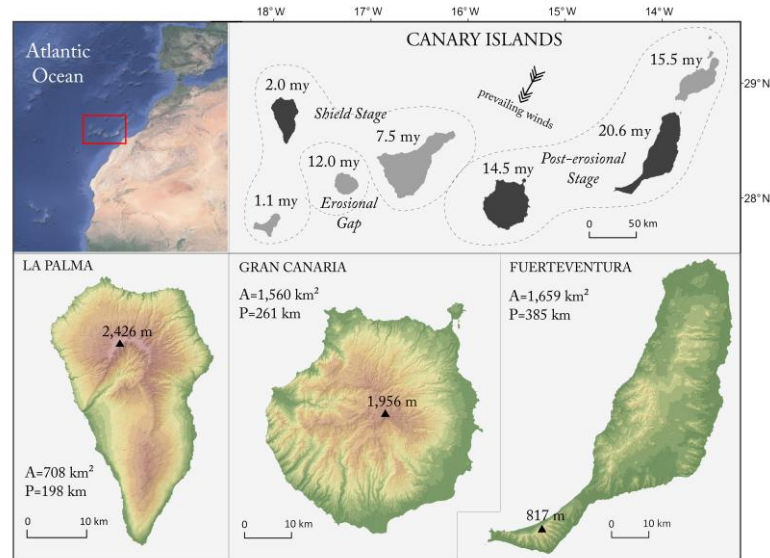 18°W
17°W
16°W
15°W
14°W
Atlantic
Ocean
CANARY ISLANDS
15.5 my
29°N
2.0 my
Shield Stage
prevailing winds
20.6 my
7.5 my
12.0 my
14.5 my
Post-erosional
Stage
1.1 my
Erosional
Gap
28°N
0
50 km
LA PALMA
2,426 m
A=708 km²
P=198 km
0
10 km
GRAN CANARIA
A=1,560 km²
P=261 km
1,956 m
0
10 km
FUERTEVENTURA
A=1,659 km²
P=385 km
817 m
0
10 km